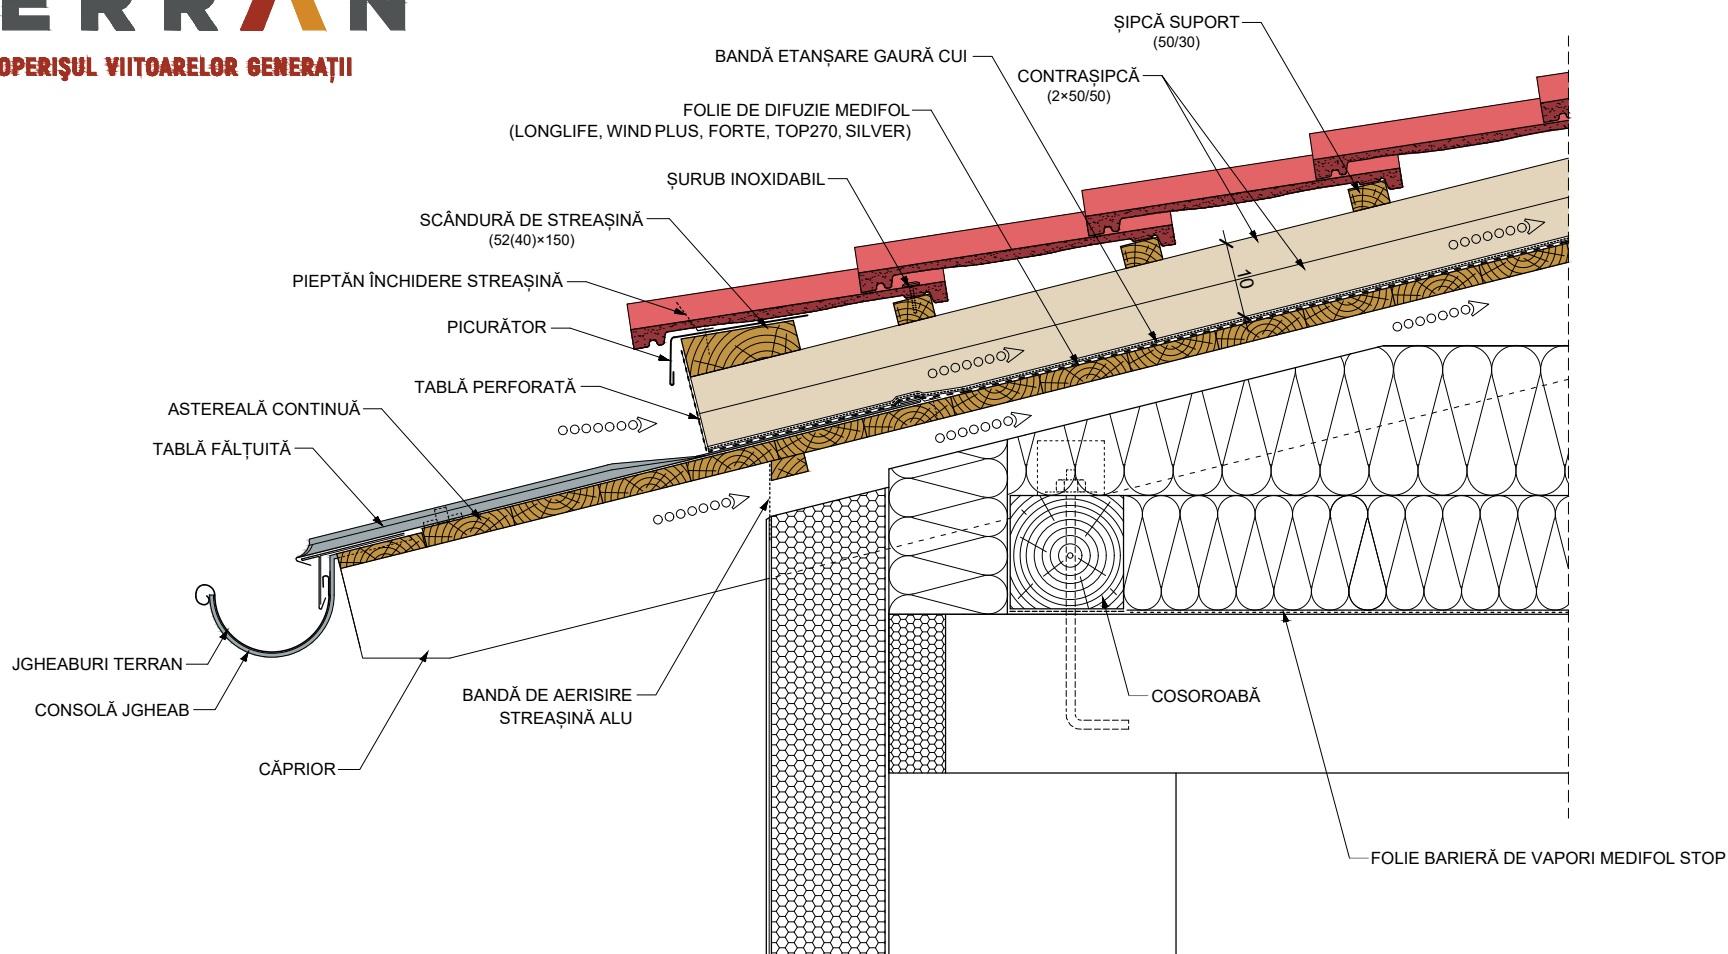 ERRAN
OPERIȘUL VIITOARELOR GENERAȚII
ȘIPCĂ SUPORT
(50/30)
BANDĂ ETANȘARE GAURĂ CUI
CONTRAȘIPCĂ
(2×50/50)
FOLIE DE DIFUZIE MEDIFOL
(LONGLIFE, WIND PLUS, FORTE, TOP270, SILVER)
ȘURUB INOXIDABIL
SCÂNDURĂ DE STREAȘINĂ
(52(40)×150)
PIEPTĂN ÎNCHIDERE STREAȘINĂ
10
PICURĂTOR
TABLĂ PERFORATĂ
ASTEREALĂ CONTINUĂ
TABLĂ FĂLȚUITĂ
JGHEABURI TERRAN
CONSOLĂ JGHEAB
BANDĂ DE AERISIRE
STREAȘINĂ ALU
COSOROABĂ
CĂPRIOR
FOLIE BARIERĂ DE VAPORI MEDIFOL STOP